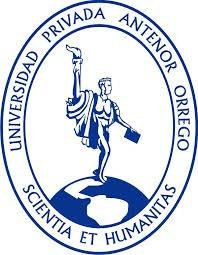 UNIVERSIDAD PRIVADA ANTENOR ORREGO
SCIENTIA ET HUMANITAS